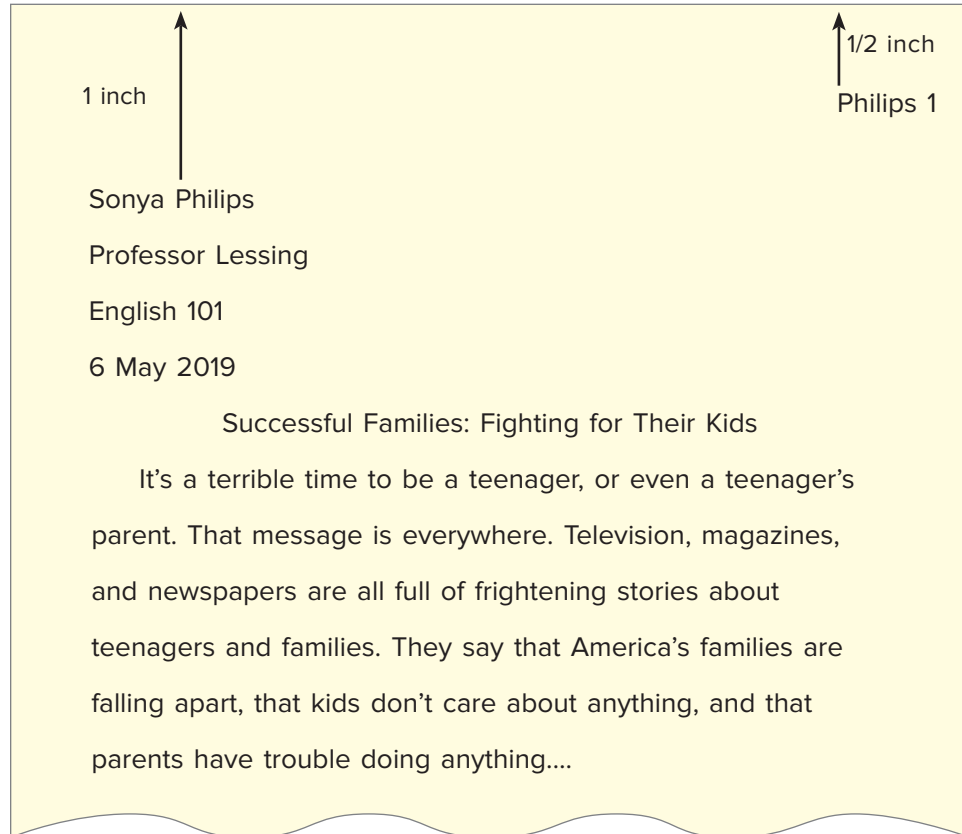 1/2 inch
1 inch
Philips 1
Sonya Philips
Professor Lessing
English 101
6 May 2019
Successful Families: Fighting for Their Kids
It’s a terrible time to be a teenager, or even a teenager’s
parent. That message is everywhere. Television, magazines,
and newspapers are all full of frightening stories about
teenagers and families. They say that America’s families are
falling apart, that kids don’t care about anything, and that
parents have trouble doing anything....